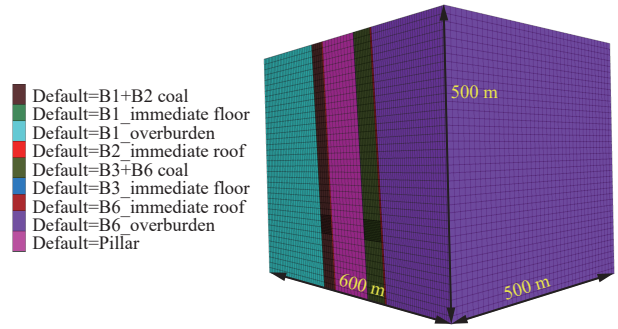 Default=B1+B2 coal
Default=B1_immediate floor
Default=B1_overburden
Default=B2_immediate roof
Default=B3+B6 coal
Default=B3_immediate floor
Default=B6_immediate roof
Default=B6_overburden
Default=Pillar
500 m
600 m
500 m